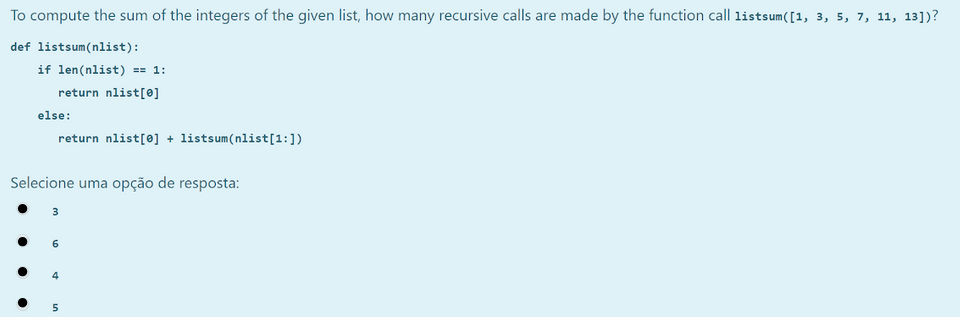 To compute the sum of the integers of the given list, how many recursive calls are made by the function call listsum([1, 3, 5, 7, 11, 13])?
def listsum(nlist):
    if len(nlist) == 1:
        return nlist[0]
    else:
        return nlist[0] + listsum(nlist[1:])
Selecione uma opção de resposta:
3
6
4
5